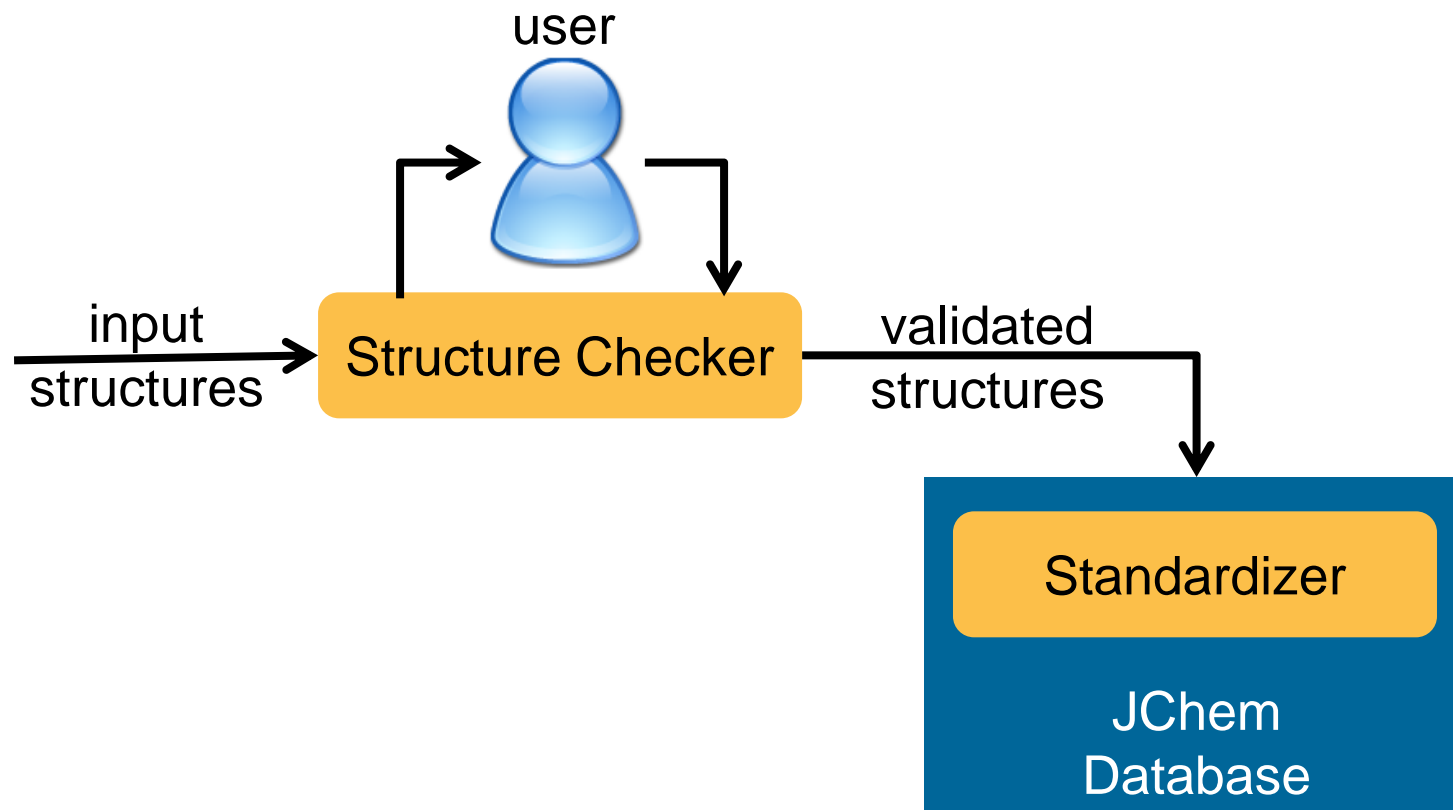 user
input
structures
Structure Checker
validated
structures
Standardizer
JChem
Database